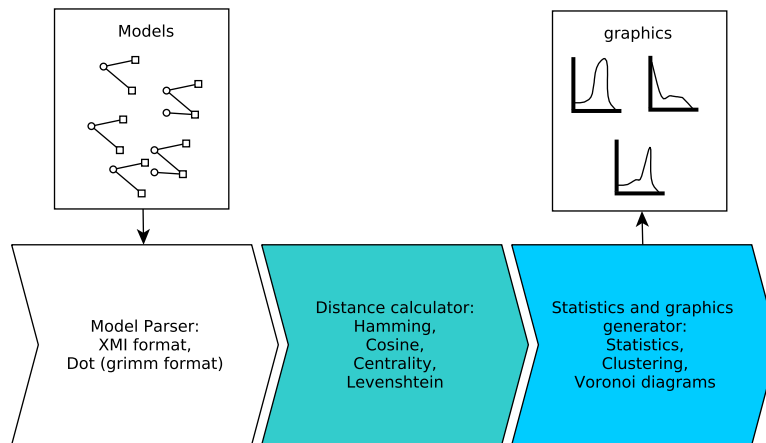 Models
graphics
Model Parser:
XMI format,
Dot (grimm format)
Distance calculator:
Hamming,
Cosine,
Centrality,
Levenshtein
Statistics and graphics
generator:
Statistics,
Clustering,
Voronoi diagrams